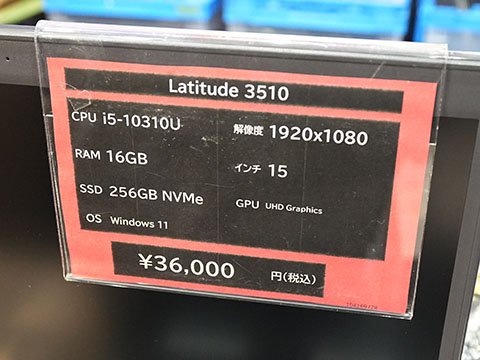 Latitude 3510
CPU i5-10310U
解像度 1920x1080
RAM 16GB
インチ 15
SSD 256GB NVMe
GPU UHD Graphics
OS Windows 11
¥36,000 円(税込)